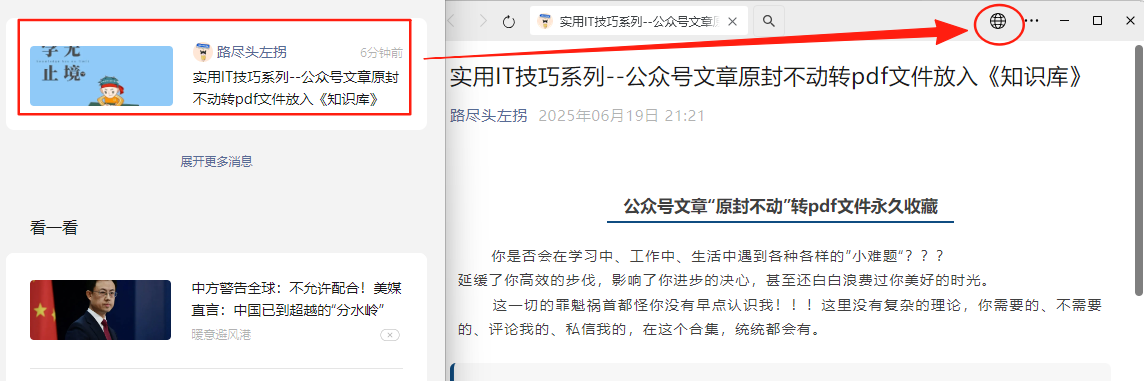 学无
止境
路尽头左拐
6分钟前
实用IT技巧系列--公众号文章原封
不动转pdf文件放入《知识库》
展开更多消息
看一看
中方警告全球：不允许配合！美媒
直言：中国已到超越的“分水岭”
暖意滥风港
实用IT技巧系列--公众号文章原
实用IT技巧系列--公众号文章原封不动转pdf文件放入《知识库》
路尽头左拐 2025年06月19日 21:21
公众号文章“原封不动”转pdf文件永久收藏
你是否会在学习中、工作中、生活中遇到各种各样的”小难题“？？？
延缓了你高效的步伐，影响了你进步的决心，甚至还白白浪费过你美好的时光。
这一切的罪魁祸首都怪你没有早点认识我！！！这里没有复杂的理论，你需要的、不需要
的、评论我的、私信我的，在这个合集，统统都会有。